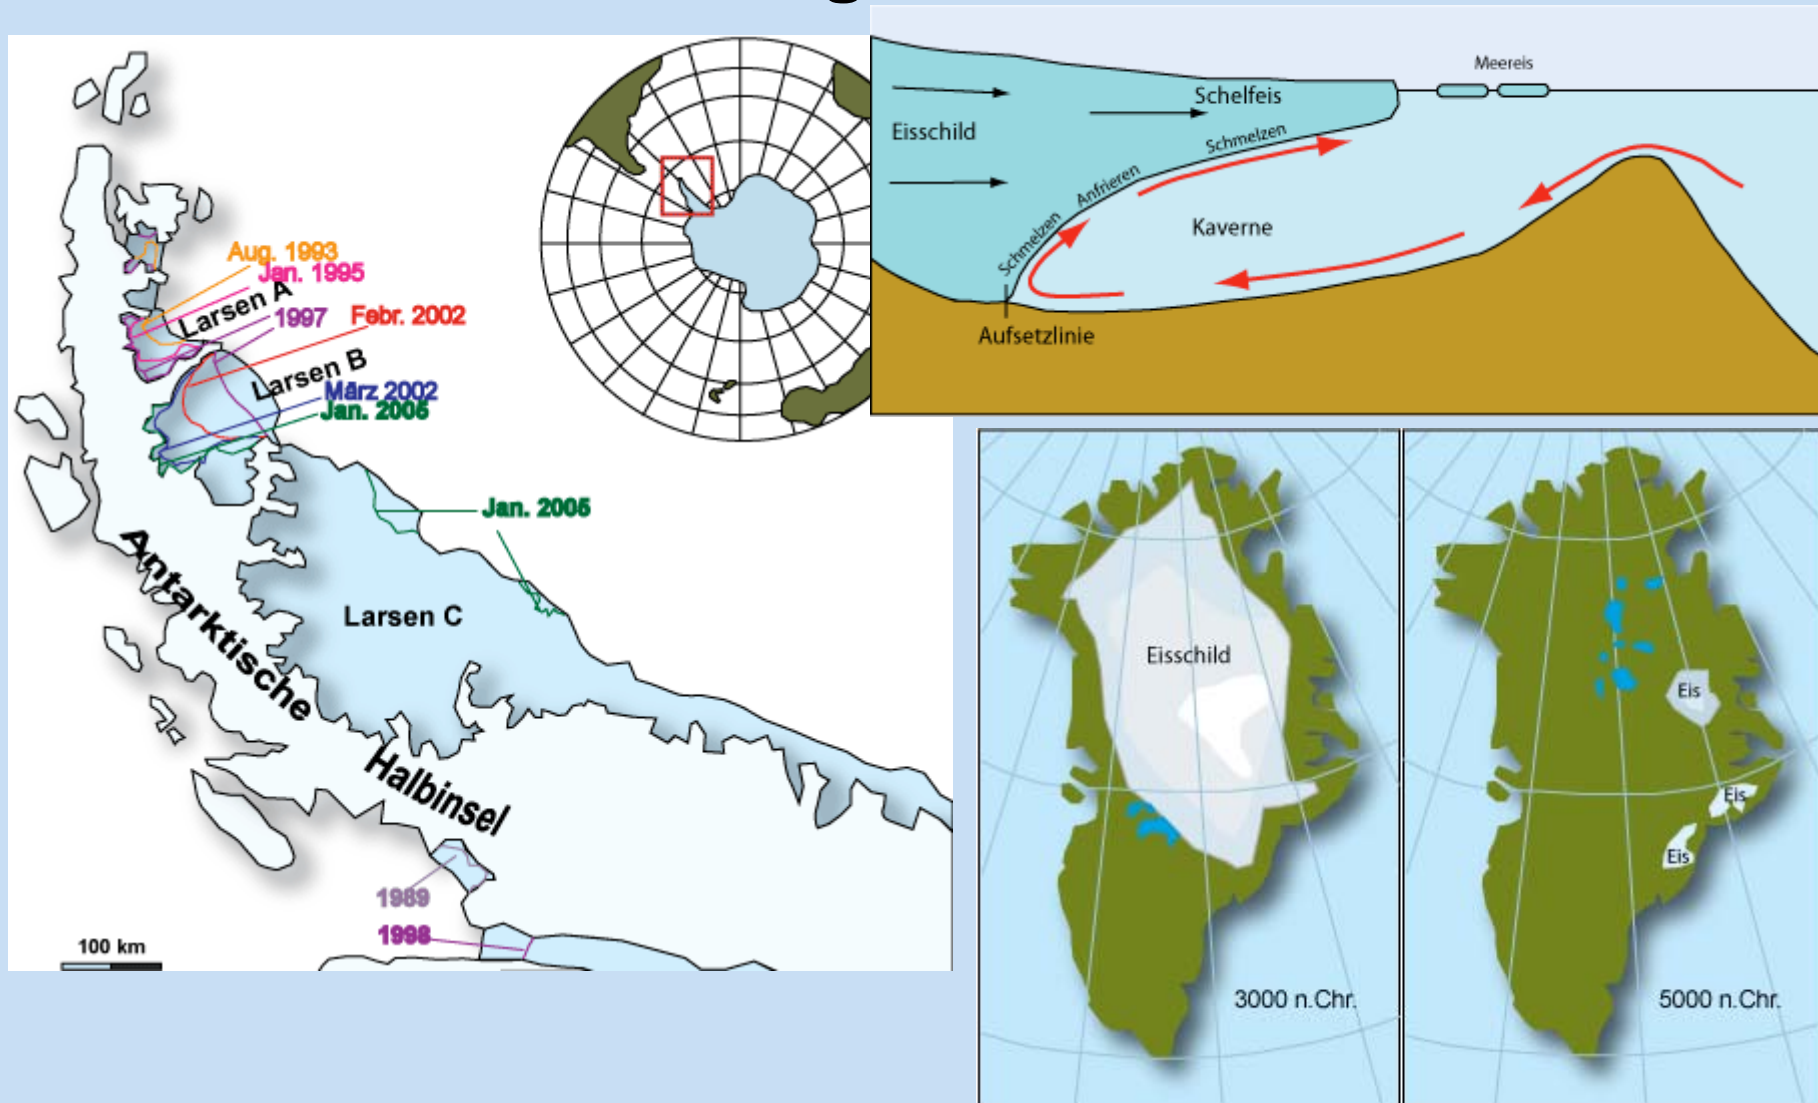 Aug. 1993
Jan. 1995
Larsen A
1997
Febr. 2002
Larsen B
März 2002
Jan. 2005
Jan. 2005
Larsen C
Antarktische
Halbinsel
1989
1998
100 km
Meereis
Schelfeis
Eisschild
Schmelzen
Anfrieren
Schmelzen
Kaverne
Aufsetzlinie
Eisschild
3000 n.Chr.
Eis
Eis
Eis
5000 n.Chr.